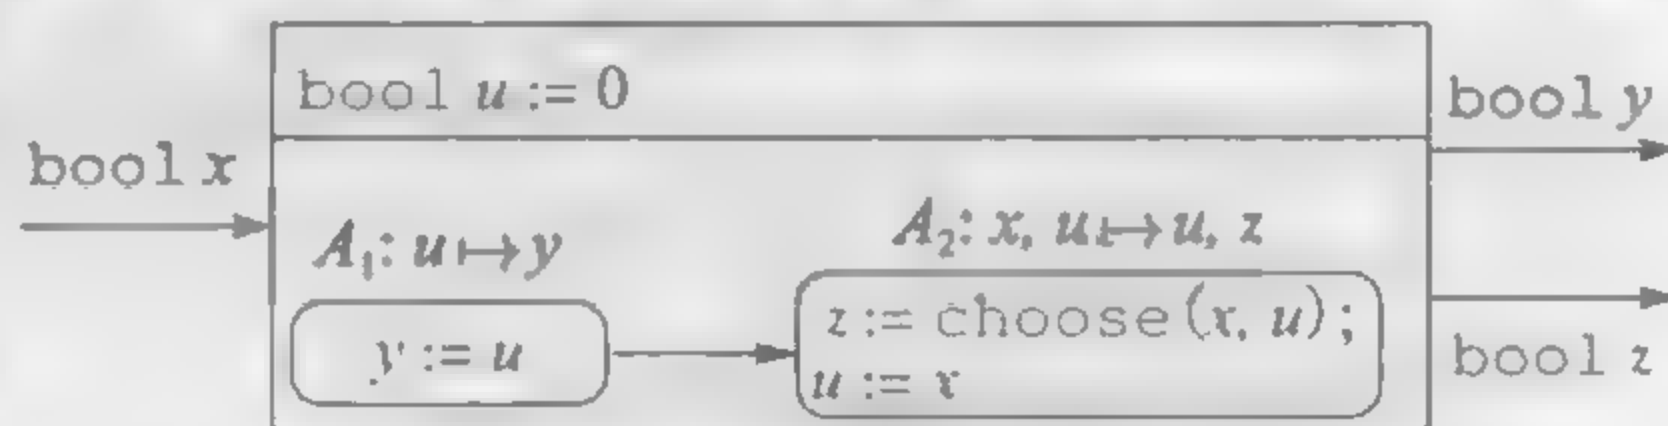 bool u := 0
bool y
bool x
A₁: u ↦ y
A₂: x, u ↦ u, z
y := u
z := choose(x, u);
u := x
bool z